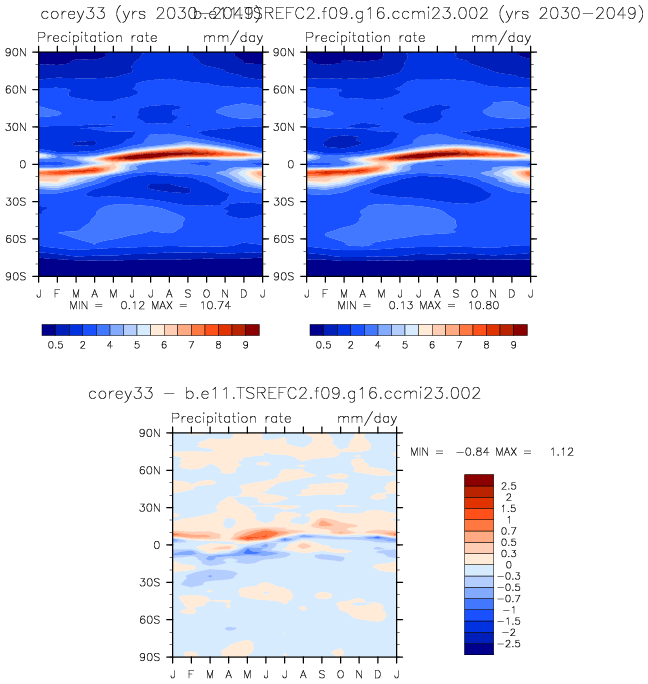 corey33 (yrs 2030-2049)
b.e11.TSREFC2.f09.g16.ccmi23.002 (yrs 2030-2049)
Precipitation rate mm/day
Precipitation rate mm/day
90N
60N
30N
0
30S
60S
90S
J F M A M J J A S O N D J
MIN = 0.12 MAX = 10.74
0.5 2 4 5 6 7 8 9
90N
60N
30N
0
30S
60S
90S
J F M A M J J A S O N D J
MIN = 0.13 MAX = 10.80
0.5 2 4 5 6 7 8 9
corey33 - b.e11.TSREFC2.f09.g16.ccmi23.002
Precipitation rate mm/day
90N
60N
30N
0
30S
60S
90S
J F M A M J J A S O N D J
MIN = -0.84 MAX = 1.12
2.5
2
1.5
1
0.7
0.5
0.3
0
-0.3
-0.5
-0.7
-1
-1.5
-2
-2.5